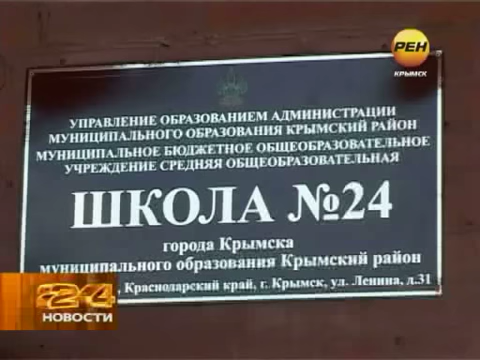 РЕН
КРЫМСК
УПРАВЛЕНИЕ ОБРАЗОВАНИЕМ АДМИНИСТРАЦИИ
МУНИЦИПАЛЬНОГО ОБРАЗОВАНИЯ КРЫМСКИЙ РАЙОН
МУНИЦИПАЛЬНОЕ БЮДЖЕТНОЕ ОБЩЕОБРАЗОВАТЕЛЬНОЕ
УЧРЕЖДЕНИЕ СРЕДНЯЯ ОБЩЕОБРАЗОВАТЕЛЬНАЯ
ШКОЛА №24
города Крымска
муниципального образования Крымский район
, Краснодарский край, г. Крымск, ул. Ленина, д.31
24
НОВОСТИ